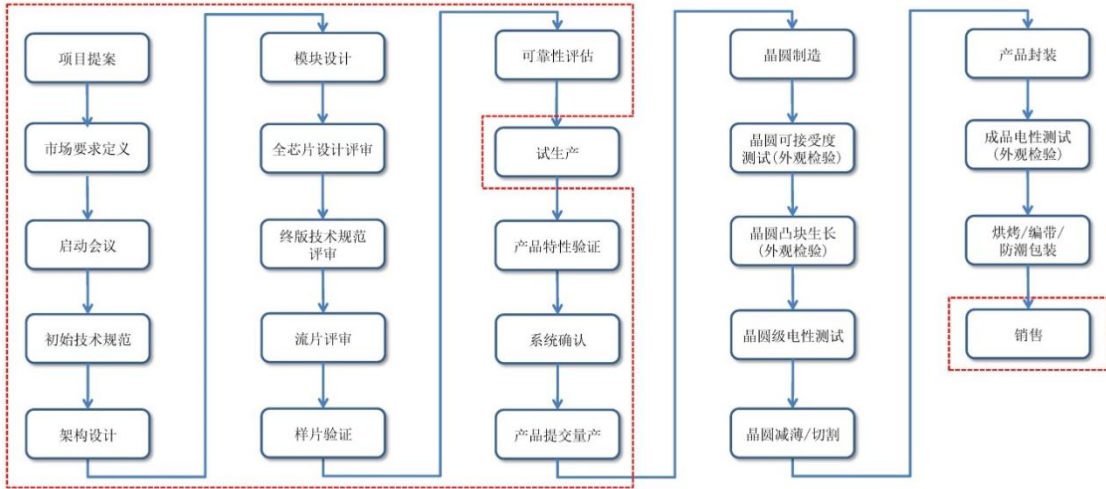 项目提案
市场要求定义
启动会议
初始技术规范
架构设计
模块设计
全芯片设计评审
终版技术规范
评审
流片评审
样片验证
可靠性评估
试生产
产品特性验证
系统确认
产品提交量产
晶圆制造
晶圆可接受度
测试(外观检验)
晶圆凸块生长
(外观检验)
晶圆级电性测试
晶圆减薄/切割
产品封装
成品电性测试
(外观检验)
烘烤/编带/
防潮包装
销售